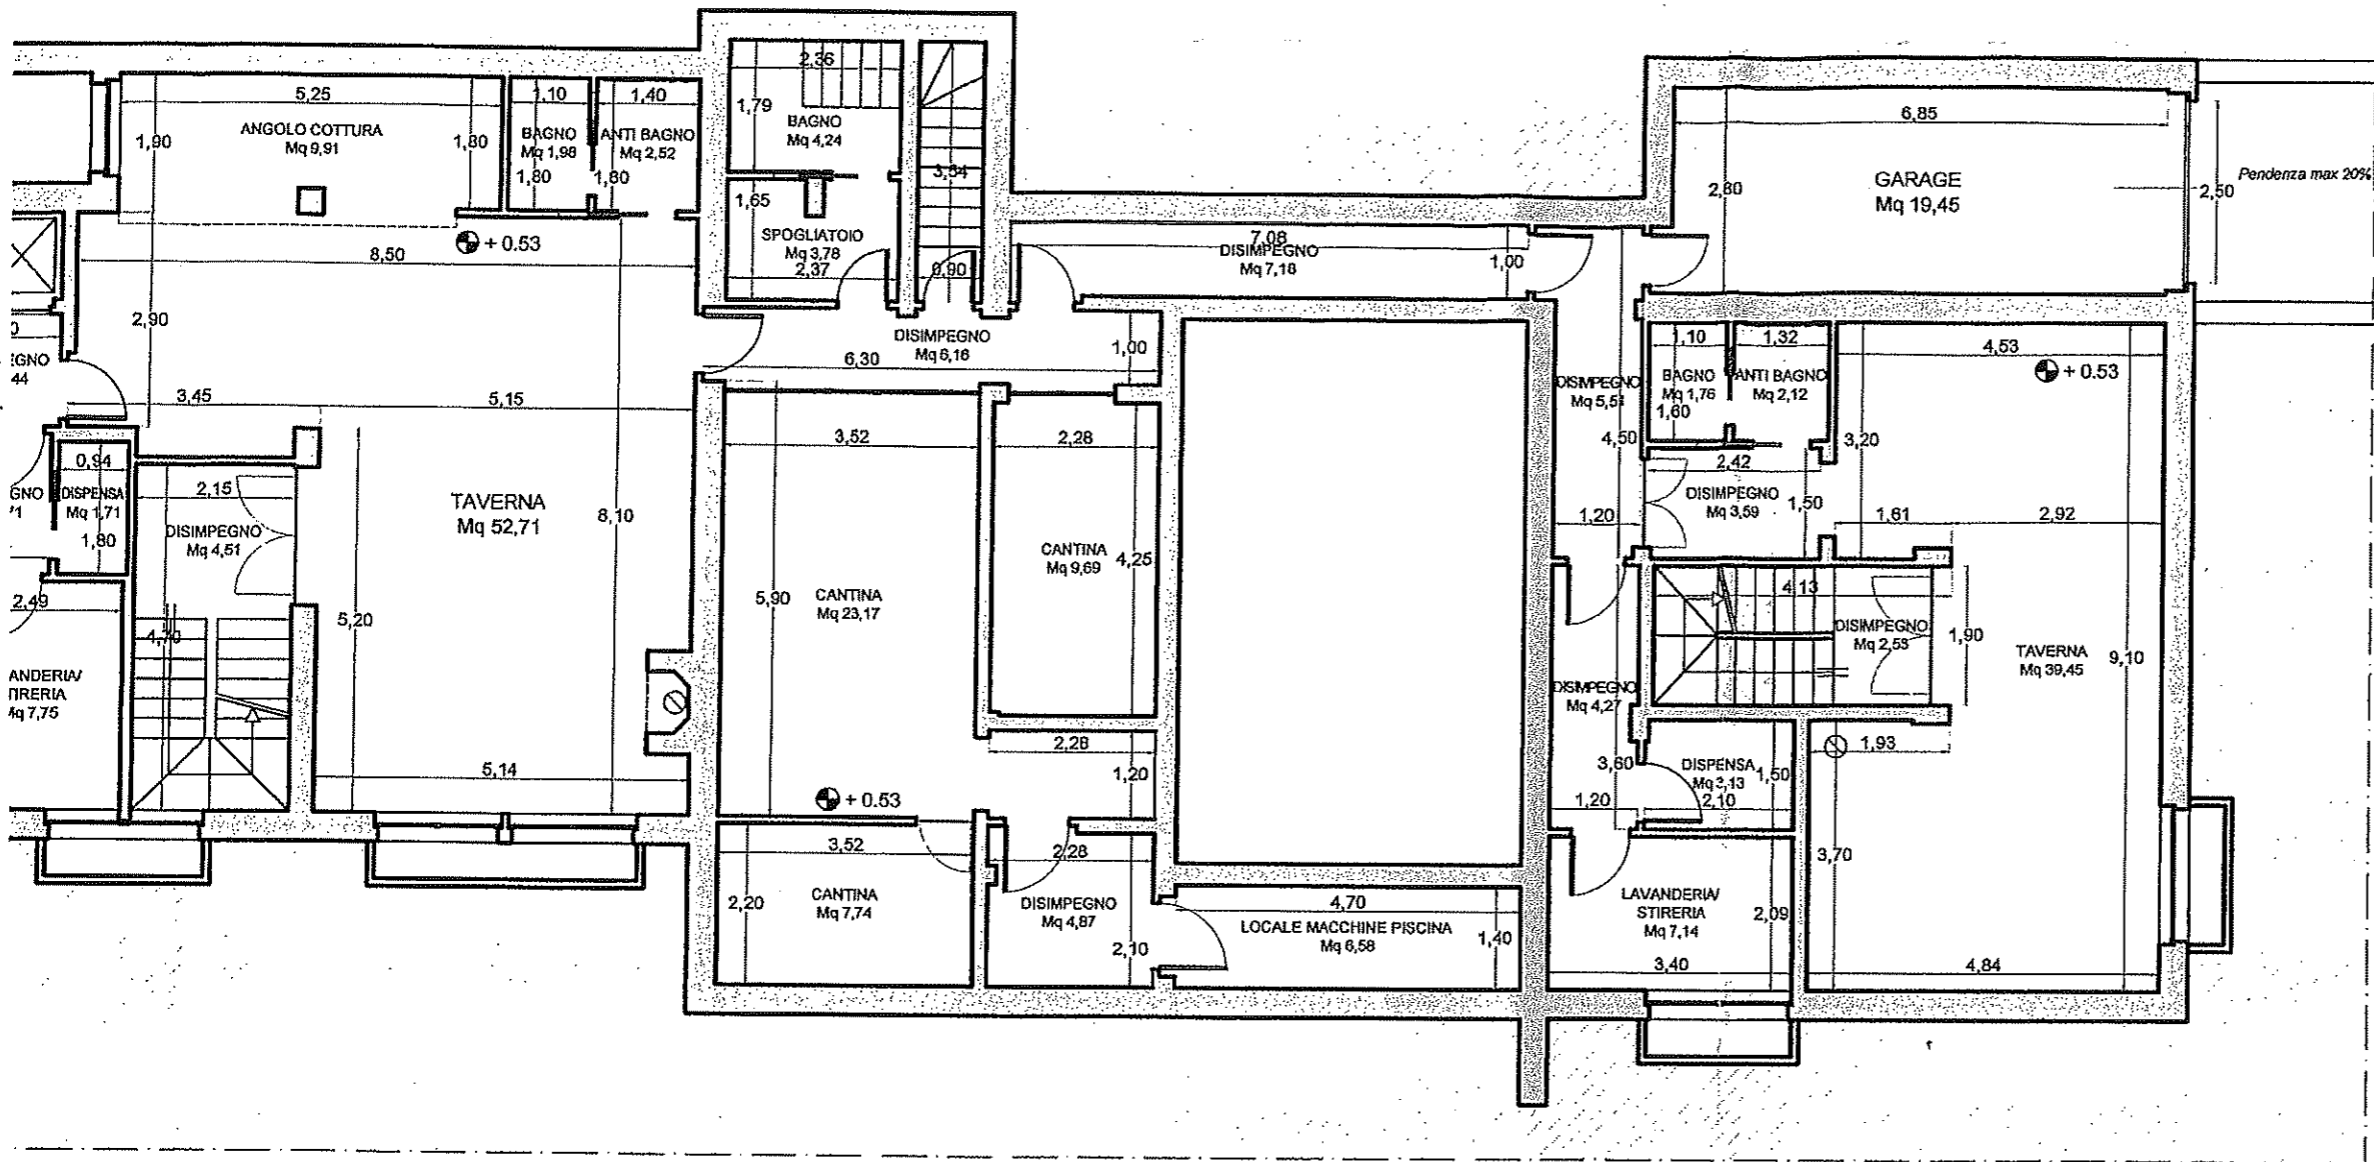 5,25
1,10
1,40
1,90
ANGOLO COTTURA
Mq 9,91
1,80
BAGNO
Mq 1,98
1,80
ANTI BAGNO
Mq 2,52
1,80
+ 0.53
8,50
2,90
2,36
1,79
BAGNO
Mq 4,24
1,65
SPOGLIATOIO
Mq 3,78
2,37
3,54
0,90
7,08
DISIMPEGNO
Mq 7,18
1,00
6,85
GARAGE
Mq 19,45
2,80
2,50
Pendenza max 20%
DISIMPEGNO
Mq 6,16
6,30
1,00
EGNO
44
3,45
5,15
0,94
GNO
71
DISPENSA
Mq 1,71
1,80
2,15
DISIMPEGNO
Mq 4,51
TAVERNA
Mq 52,71
8,10
2,49
4,70
5,20
ANDERIA/
TIRERIA
Mq 7,75
5,14
3,52
2,28
CANTINA
Mq 9,69
4,25
5,90
CANTINA
Mq 23,17
2,28
1,20
+ 0.53
3,52
2,20
CANTINA
Mq 7,74
2,28
DISIMPEGNO
Mq 4,87
2,10
4,70
LOCALE MACCHINE PISCINA
Mq 6,58
1,40
1,10
1,32
4,53
+ 0.53
DISIMPEGNO
Mq 5,51
BAGNO
Mq 1,76
1,60
ANTI BAGNO
Mq 2,12
4,50
3,20
2,42
DISIMPEGNO
Mq 3,59
1,50
1,20
1,61
2,92
4,13
DISIMPEGNO
Mq 2,53
1,90
TAVERNA
Mq 39,45
9,10
DISIMPEGNO
Mq 4,27
1,93
3,60
DISPENSA
Mq 3,13
1,50
2,10
1,20
3,70
LAVANDERIA/
STIRERIA
Mq 7,14
2,09
3,40
4,84